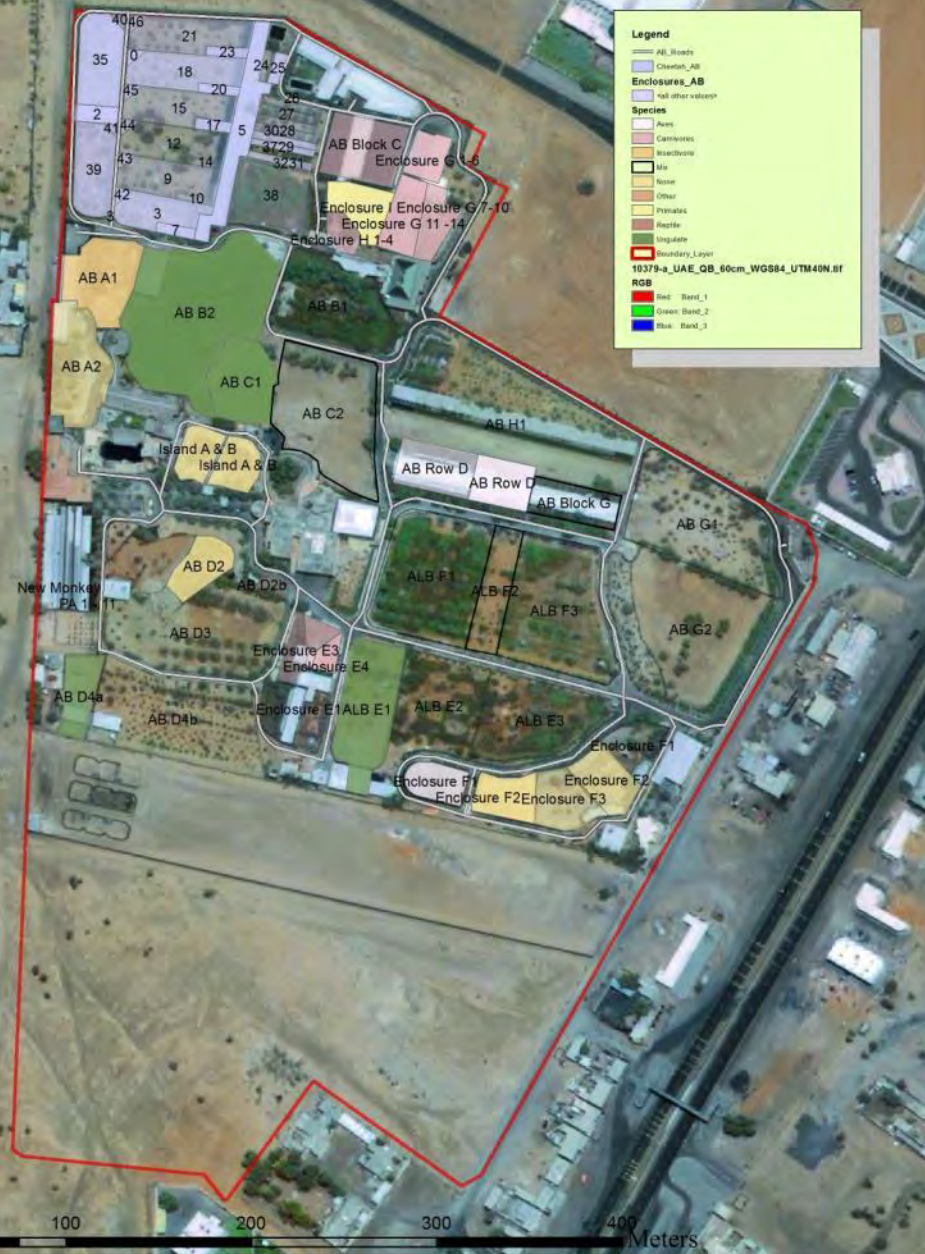 Legend
AB_Roads
Cheetah_AB
Enclosures_AB
<all other values>
Species
Aves
Carnivores
Insectivore
Mix
None
Other
Primates
Reptile
Ungulate
Boundary_Layer
10379-a_UAE_QB_60cm_WGS84_UTM40N.tif
RGB
Red: Band_1
Green: Band_2
Blue: Band_3
4046
21
35
0
23
24
25
18
45
20
26
2
15
27
41
44
17
5
3028
12
3729
AB Block C
43
14
3231
Enclosure G 1-6
39
9
42
10
38
3
3
7
Enclosure I
Enclosure G 7-10
Enclosure G 11 -14
Enclosure H 1-4
AB A1
AB B2
AB B1
AB A2
AB C1
AB C2
AB H1
Island A & B
Island A & B
AB Row D
AB Row D
AB Block G
AB G1
AB D2
AB D2b
ALB F1
ALB F2
ALB F3
New Monkey
PA 1 - 11
AB D3
AB G2
Enclosure E3
Enclosure E4
AB D4a
AB D4b
Enclosure E1
ALB E1
ALB E2
ALB E3
Enclosure F1
Enclosure F1
Enclosure F2
Enclosure F2
Enclosure F3
100
200
300
400
Meters